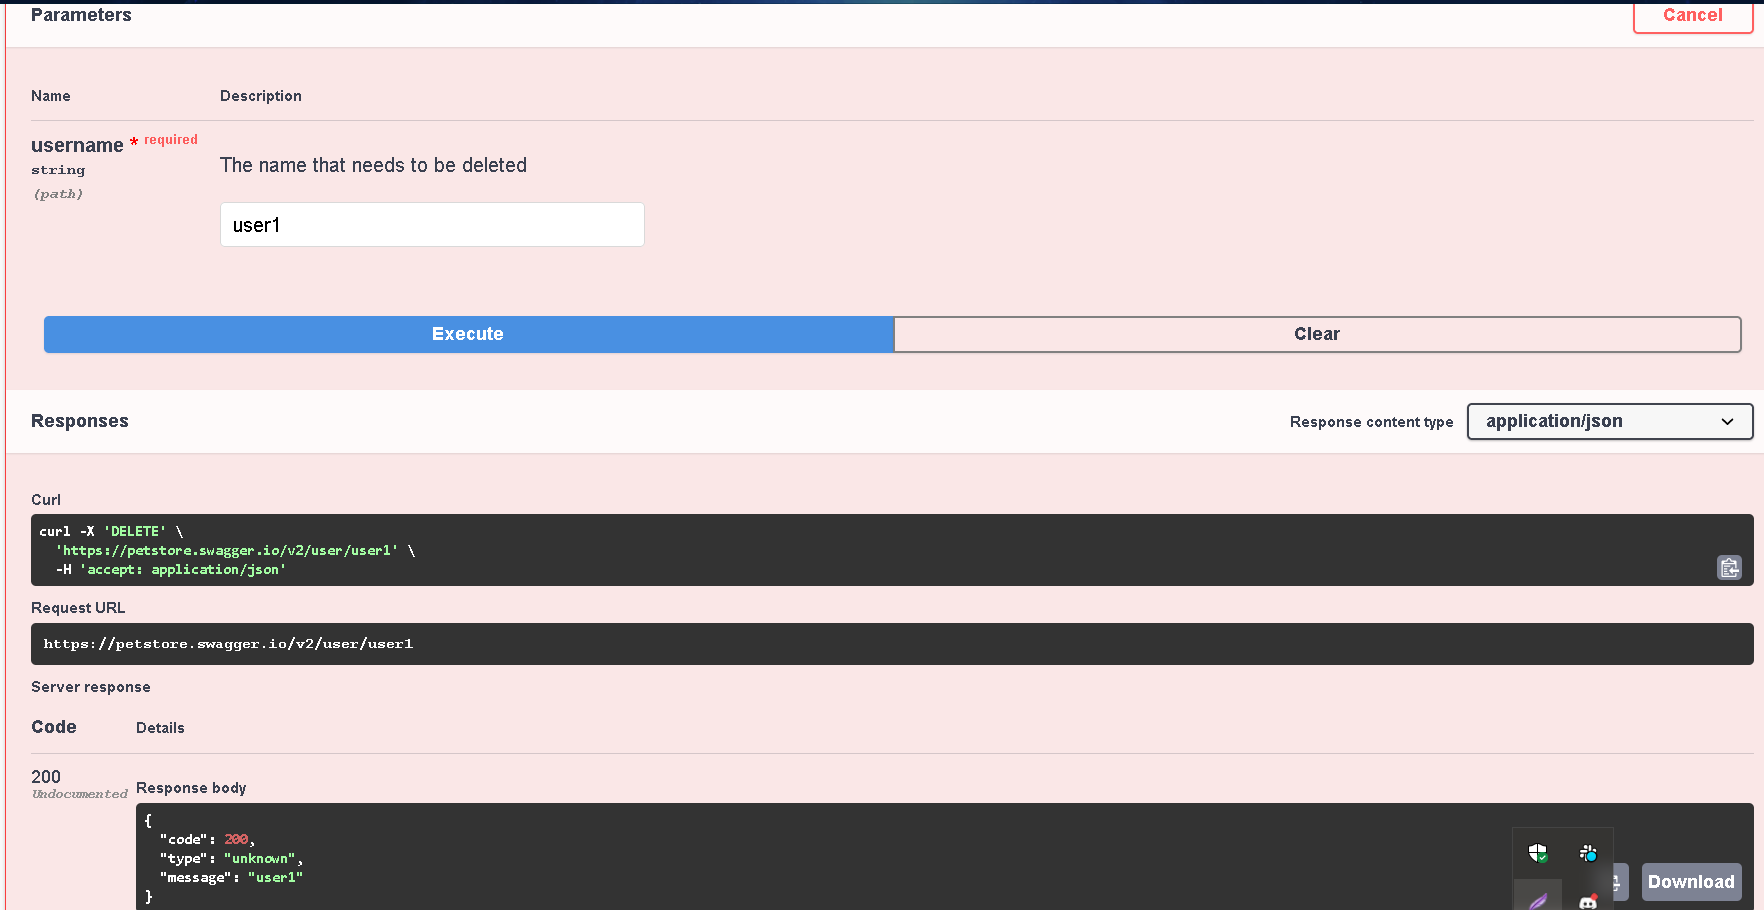 Parameters
Cancel
Name
Description
username * required
string
(path)
The name that needs to be deleted
user1
Execute
Clear
Responses
Response content type
application/json
Curl
curl -X 'DELETE' \
'https://petstore.swagger.io/v2/user/user1' \
-H 'accept: application/json'
Request URL
https://petstore.swagger.io/v2/user/user1
Server response
Code
Details
200
Undocumented
Response body
{
"code": 200,
"type": "unknown",
"message": "user1"
}
Download